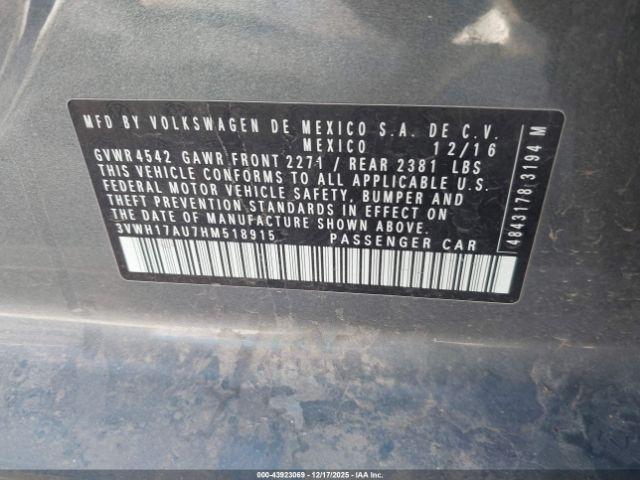 MFD BY VOLKSWAGEN DE MEXICO S.A. DE C.V.
MEXICO 12/16
GVWR 4542 GAWR FRONT 2271 / REAR 2381 LBS
THIS VEHICLE CONFORMS TO ALL APPLICABLE U.S.
FEDERAL MOTOR VEHICLE SAFETY, BUMPER AND
THEFT PREVENTION STANDARDS IN EFFECT ON
THE DATE OF MANUFACTURE SHOWN ABOVE.
3VWH17AU7HM518915 PASSENGER CAR
4843178 3194 M
000-43923069 - 12/17/2025 - IAA Inc.